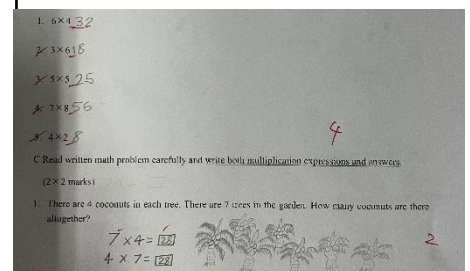 1. 6×4 32
2. 3×6 18
3. 5×5 25
4. 7×8 56
5. 4×2 8
4
C Read written math problem carefully and write both multiplication expressions and answers.
(2×2 marks)
1. There are 4 coconuts in each tree. There are 7 trees in the garden. How many coconuts are there
altogether?
7×4= 28
4 × 7= 28
2